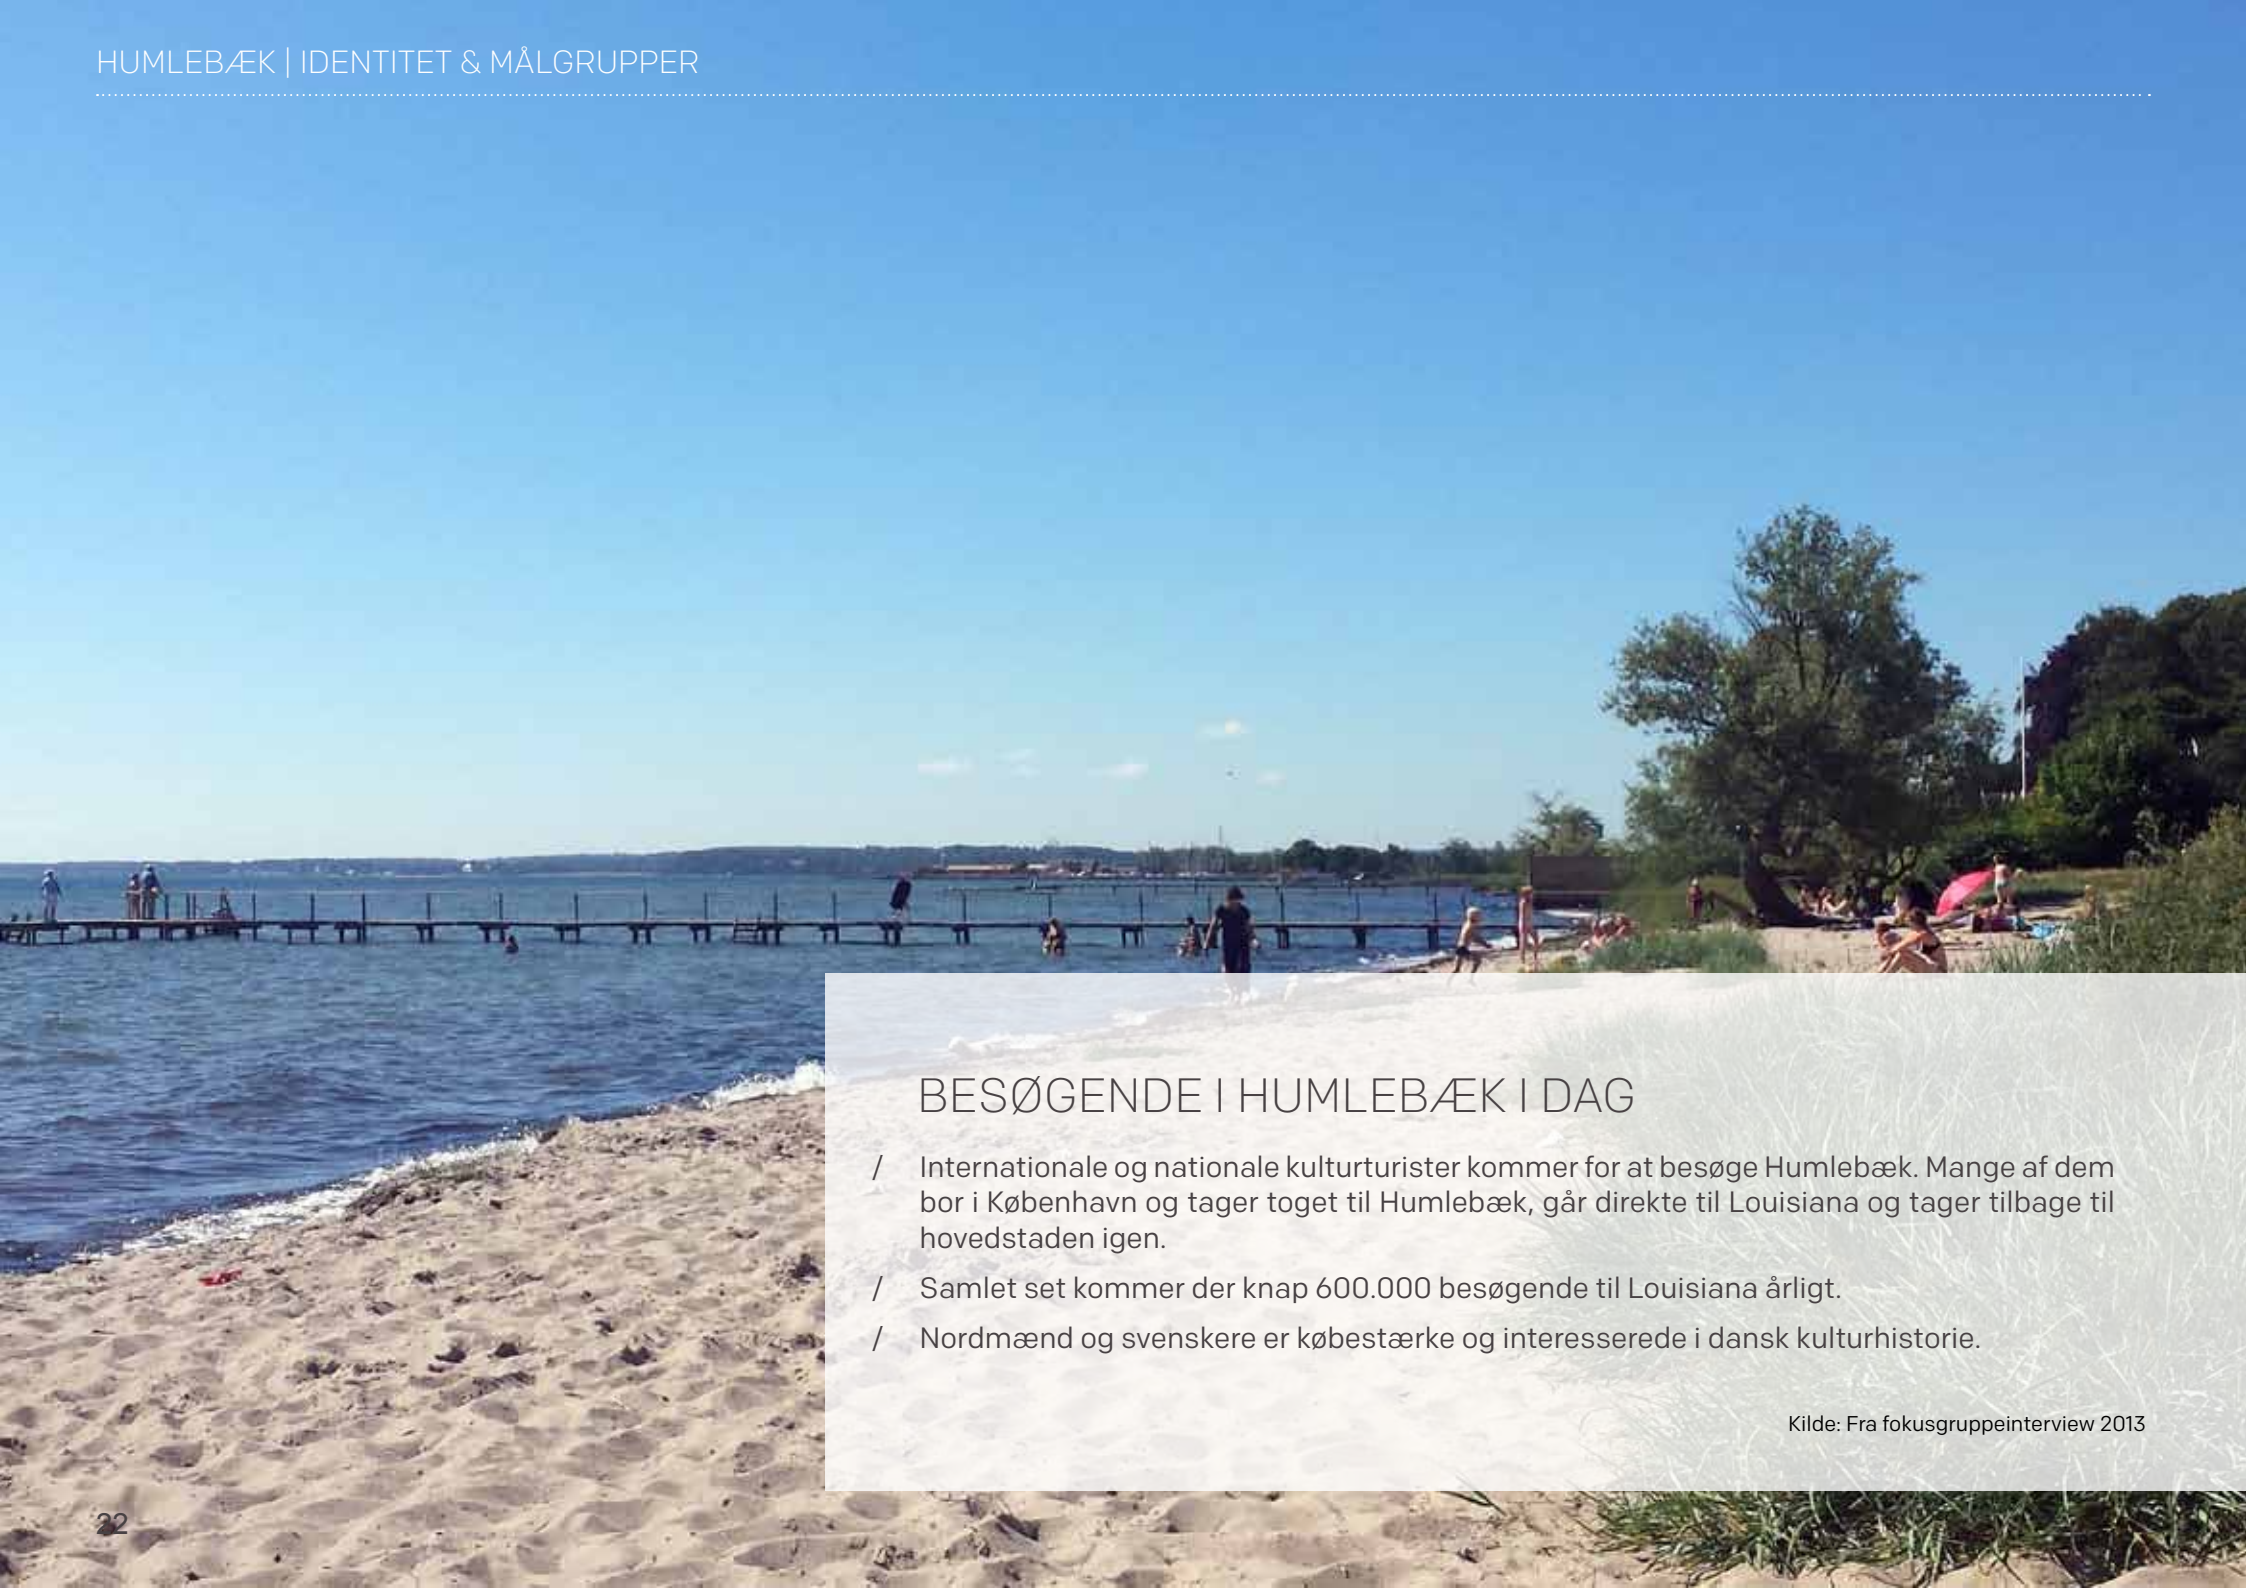 HUMLEBÆK | IDENTITET & MÅLGRUPPER
BESØGENDE I HUMLEBÆK I DAG
/ Internationale og nationale kulturturister kommer for at besøge Humlebæk. Mange af dem
bor i København og tager toget til Humlebæk, går direkte til Louisiana og tager tilbage til
hovedstaden igen.
/ Samlet set kommer der knap 600.000 besøgende til Louisiana årligt.
/ Nordmænd og svenskere er købestærke og interesserede i dansk kulturhistorie.
Kilde: Fra fokusgruppeinterview 2013
22